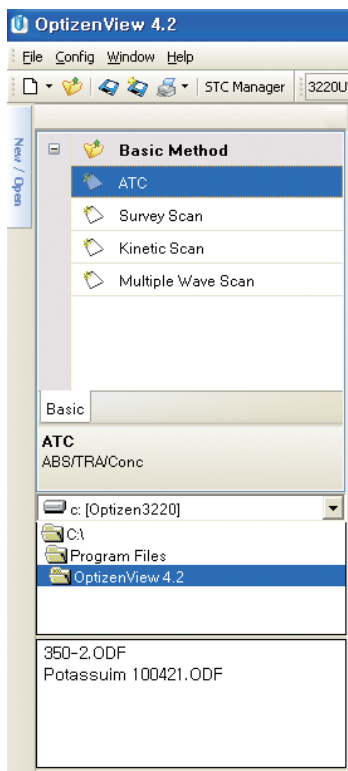 OptizenView 4.2
File Config Window Help
STC Manager 3220U
New / Open
Basic Method
ATC
Survey Scan
Kinetic Scan
Multiple Wave Scan
Basic
ATC
ABS/TRA/Conc
c: [Optizen3220]
C:\
Program Files
OptizenView 4.2
350-2.ODF
Potassuim 100421.ODF